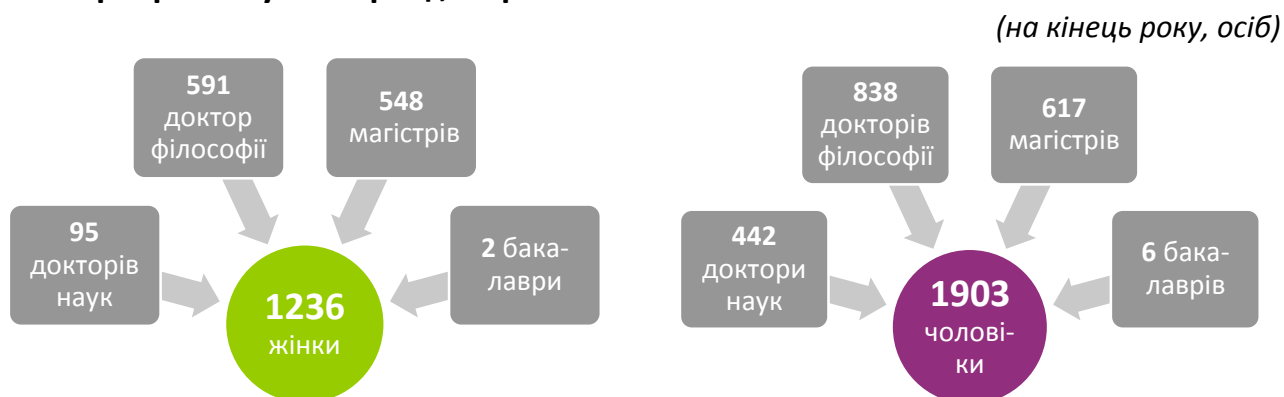 (на кінець року, осіб)
591
доктор
філософії
548
магістрів
95
докторів
наук
2 бака-
лаври
1236
жінки
838
докторів
філософії
617
магістрів
442
доктори
наук
6 бака-
лаврів
1903
чолові-
ки